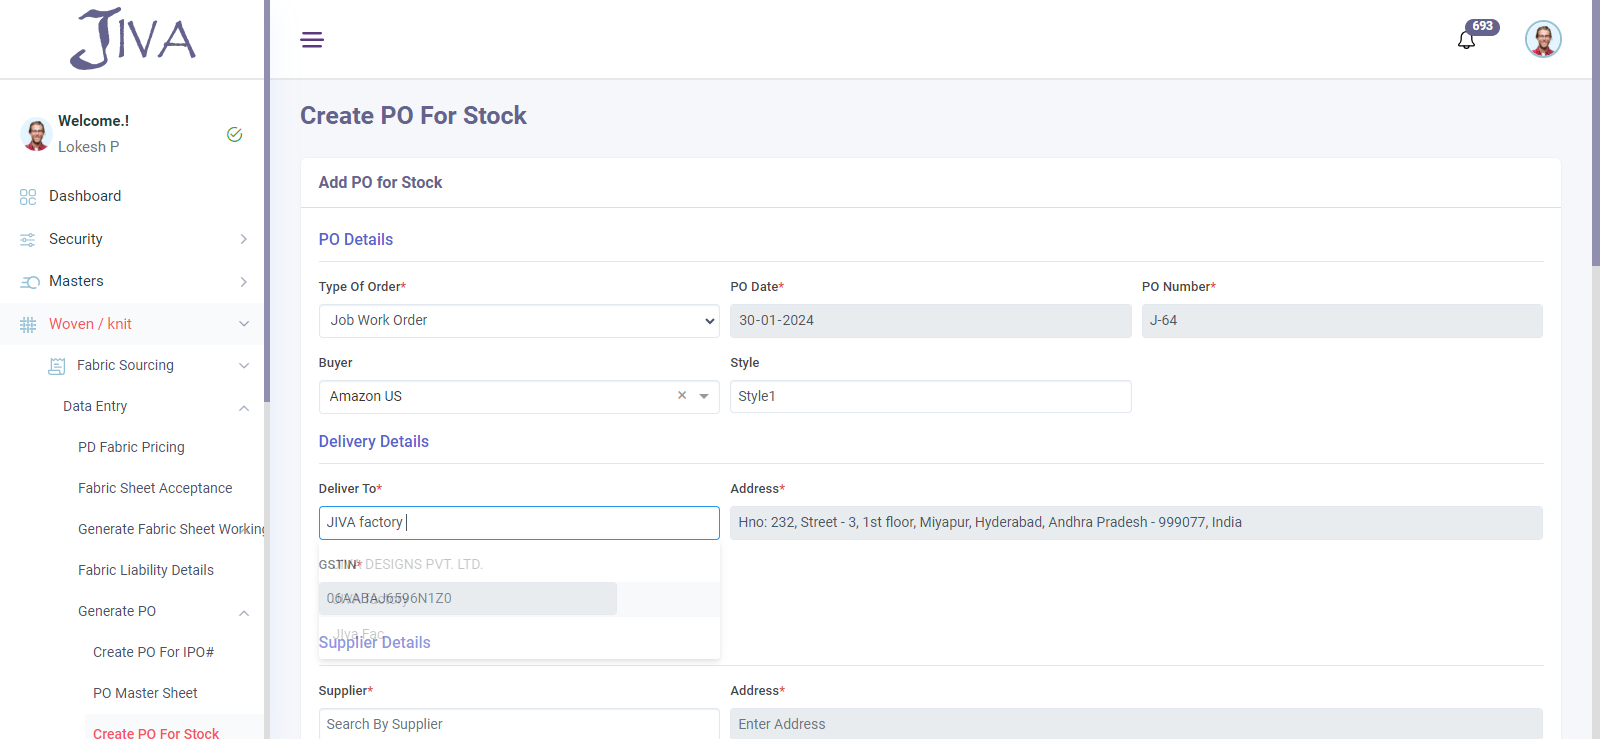 JIVA
693
Welcome.!
Lokesh P
Dashboard
Security
Masters
Woven / knit
Fabric Sourcing
Data Entry
PD Fabric Pricing
Fabric Sheet Acceptance
Generate Fabric Sheet Working
Fabric Liability Details
Generate PO
Create PO For IPO#
PO Master Sheet
Create PO For Stock
Create PO For Stock
Add PO for Stock
PO Details
Type Of Order* PO Date* PO Number*
Job Work Order 30-01-2024 J-64
Buyer Style
Amazon US Style1
Delivery Details
Deliver To* Address*
JIVA factory Hno: 232, Street - 3, 1st floor, Miyapur, Hyderabad, Andhra Pradesh - 999077, India
GSTIN* DESIGNS PVT. LTD.
JIva Fac
Supplier Details
Supplier* Address*
Search By Supplier Enter Address